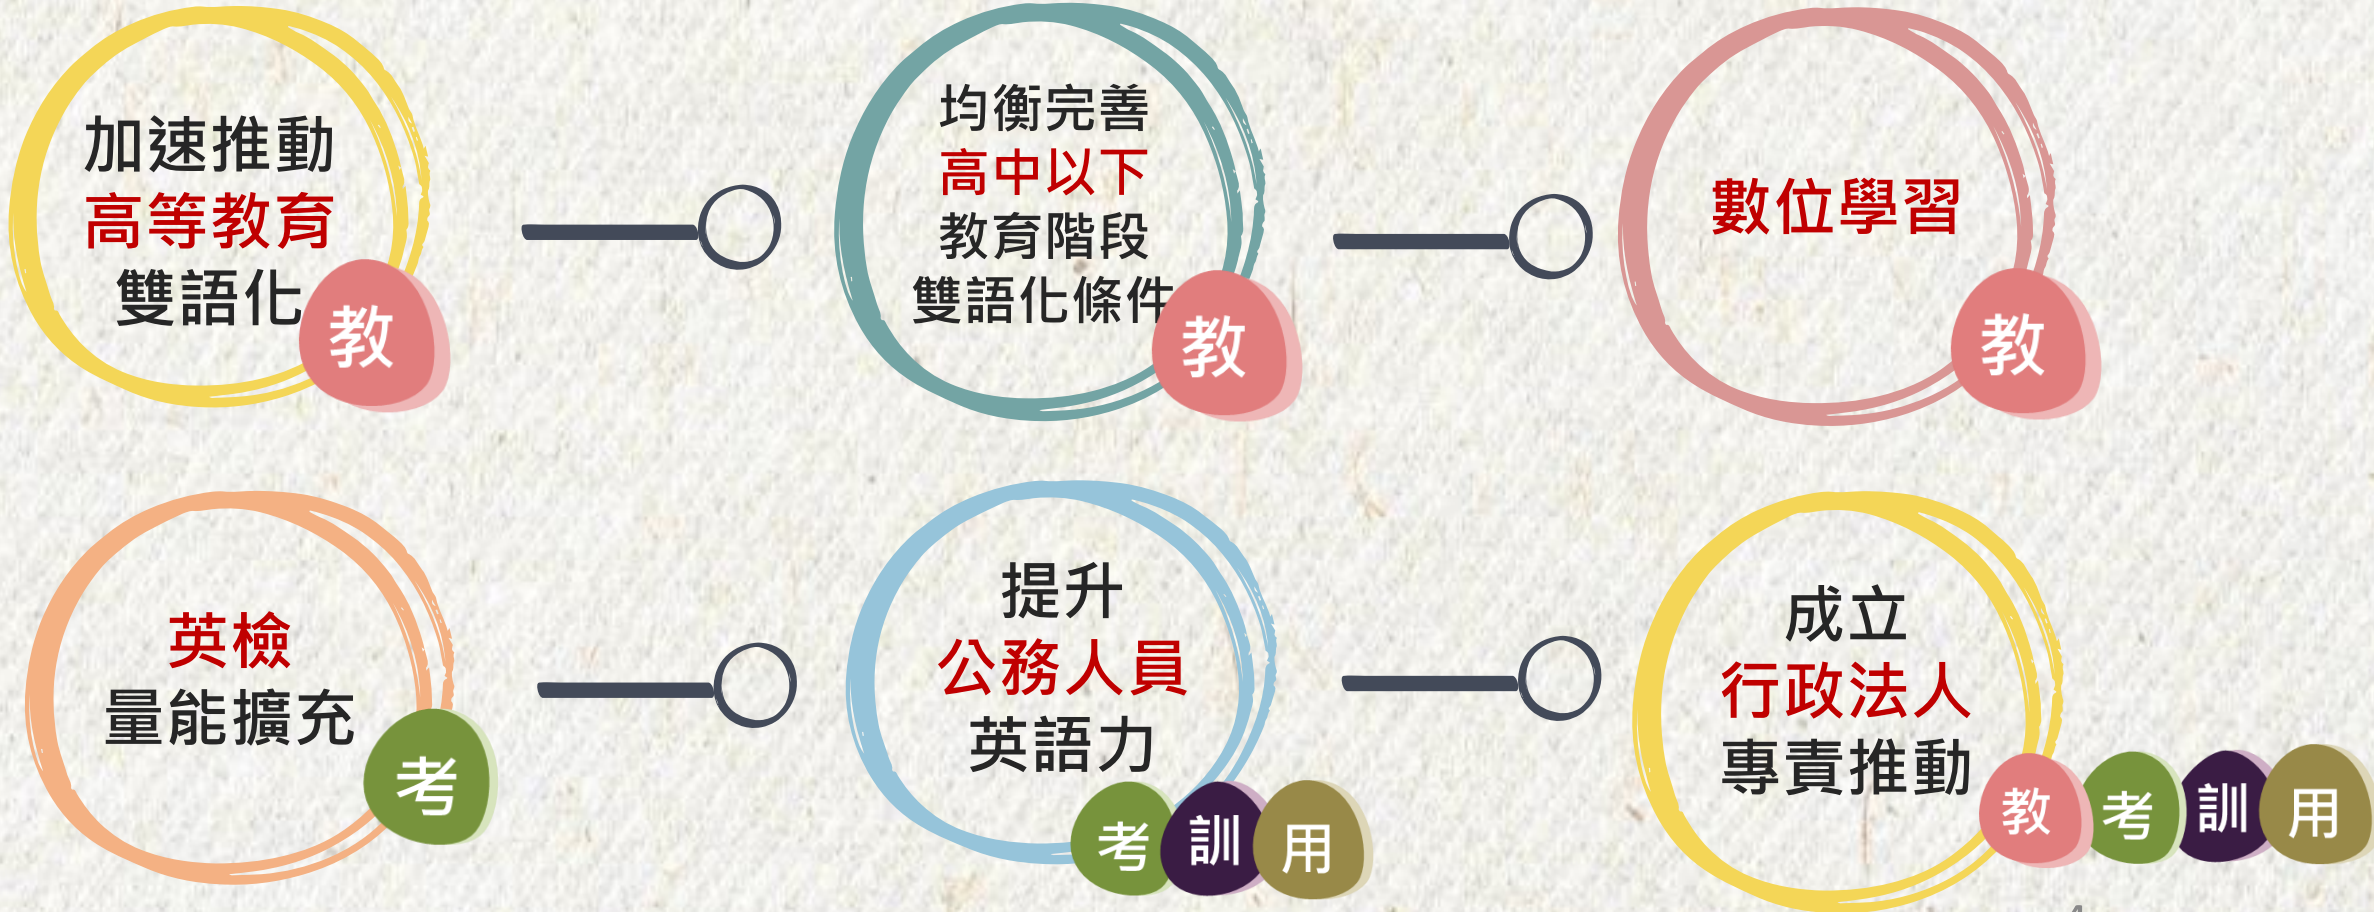 加速推動
高等教育
雙語化
教
均衡完善
高中以下
教育階段
雙語化條件
教
數位學習
教
英檢
量能擴充
考
提升
公務人員
英語力
考 訓 用
成立
行政法人
專責推動
教 考 訓 用